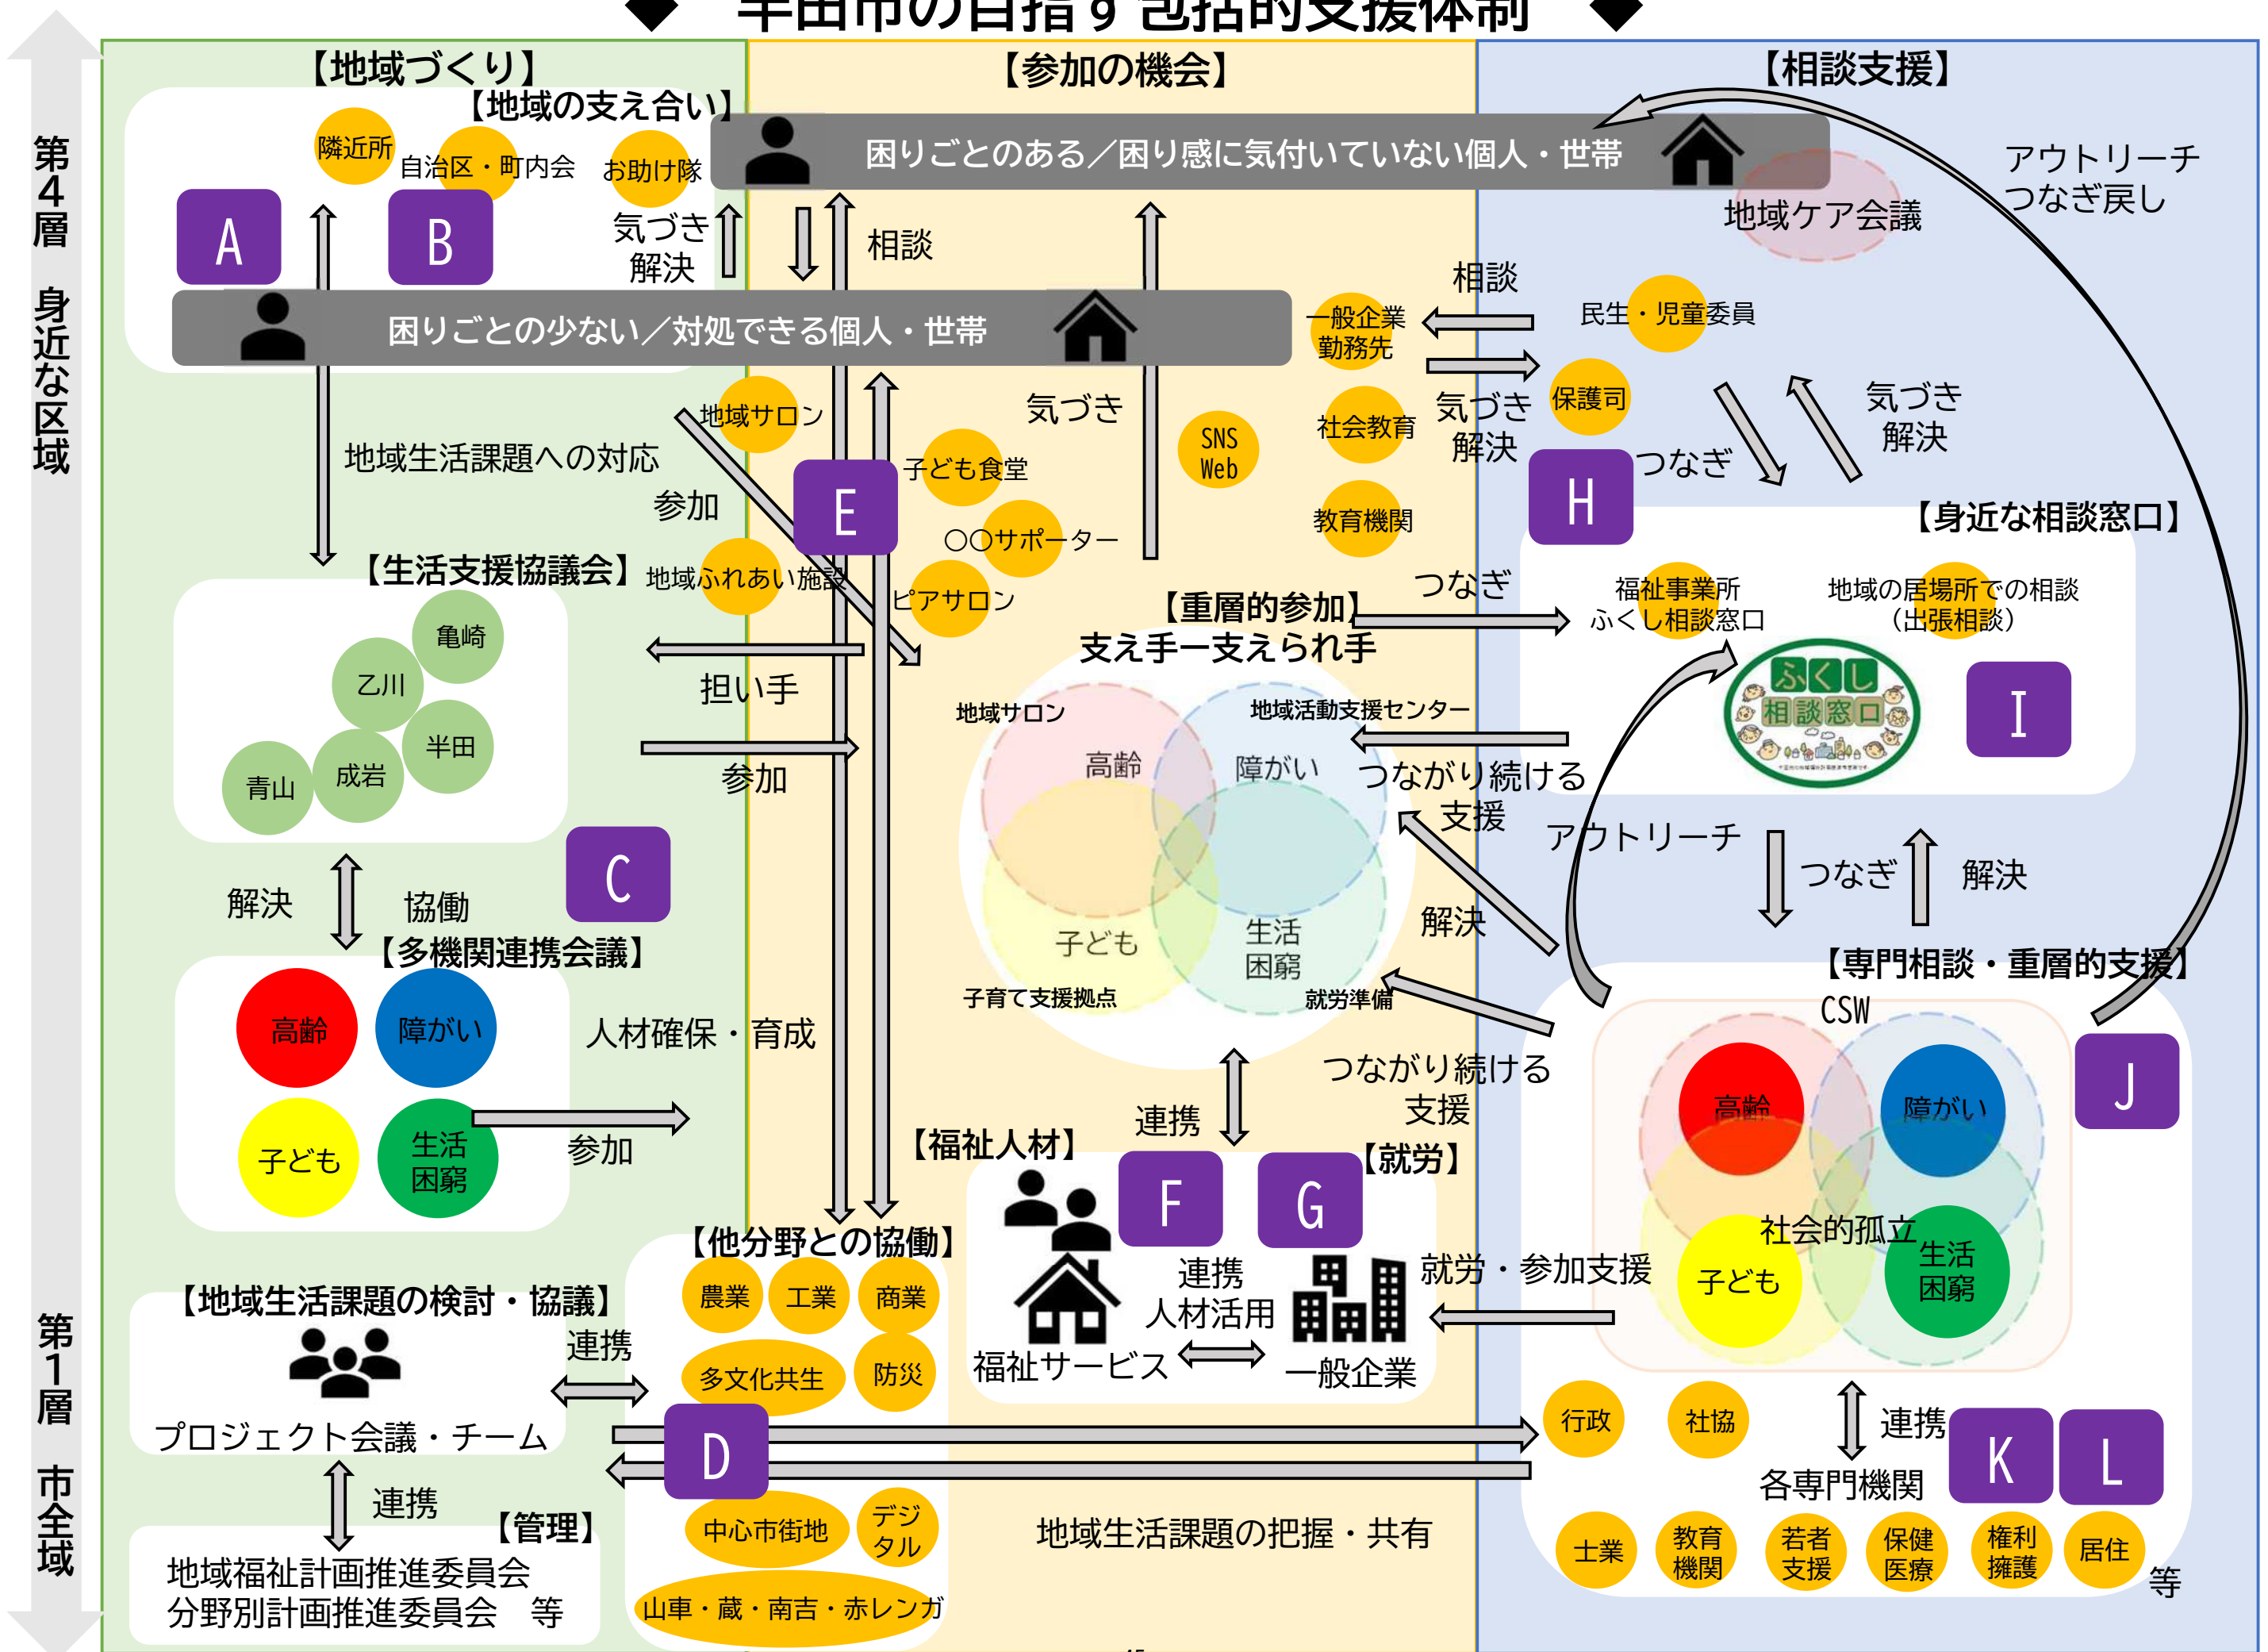 ◆ 半田市の目指す包括的支援体制 ◆
第4層 身近な区域
第1層 市全域
【地域づくり】
【地域の支え合い】
隣近所
自治区・町内会
お助け隊
A
B
気づき
解決
困りごとの少ない／対処できる個人・世帯
地域生活課題への対応
【生活支援協議会】
亀崎
乙川
半田
成岩
青山
C
解決
協働
【多機関連携会議】
高齢
障がい
子ども
生活
困窮
人材確保・育成
参加
【地域生活課題の検討・協議】
プロジェクト会議・チーム
連携
連携
【管理】
地域福祉計画推進委員会
分野別計画推進委員会　等
【参加の機会】
困りごとのある／困り感に気付いていない個人・世帯
相談
気づき
地域サロン
参加
E
子ども食堂
〇〇サポーター
地域ふれあい施設
ピアサロン
担い手
参加
SNS
Web
一般企業
勤務先
社会教育
教育機関
相談
気づき
解決
つなぎ
【重層的参加】
支え手ー支えられ手
地域サロン
地域活動支援センター
高齢
障がい
子ども
生活
困窮
子育て支援拠点
就労準備
つながり続ける
支援
解決
つながり続ける
支援
連携
【福祉人材】
【就労】
F
G
連携
人材活用
福祉サービス
一般企業
就労・参加支援
【他分野との協働】
農業
工業
商業
多文化共生
防災
D
中心市街地
デジ
タル
山車・蔵・南吉・赤レンガ
地域生活課題の把握・共有
【相談支援】
アウトリーチ
つなぎ戻し
地域ケア会議
民生・児童委員
保護司
H
つなぎ
気づき
解決
【身近な相談窓口】
福祉事業所
ふくし相談窓口
地域の居場所での相談
（出張相談）
ふくし
相談窓口
I
アウトリーチ
つなぎ
解決
【専門相談・重層的支援】
CSW
J
高齢
障がい
社会的孤立
子ども
生活
困窮
行政
社協
連携
K
L
各専門機関
士業
教育
機関
若者
支援
保健
医療
権利
擁護
居住
等